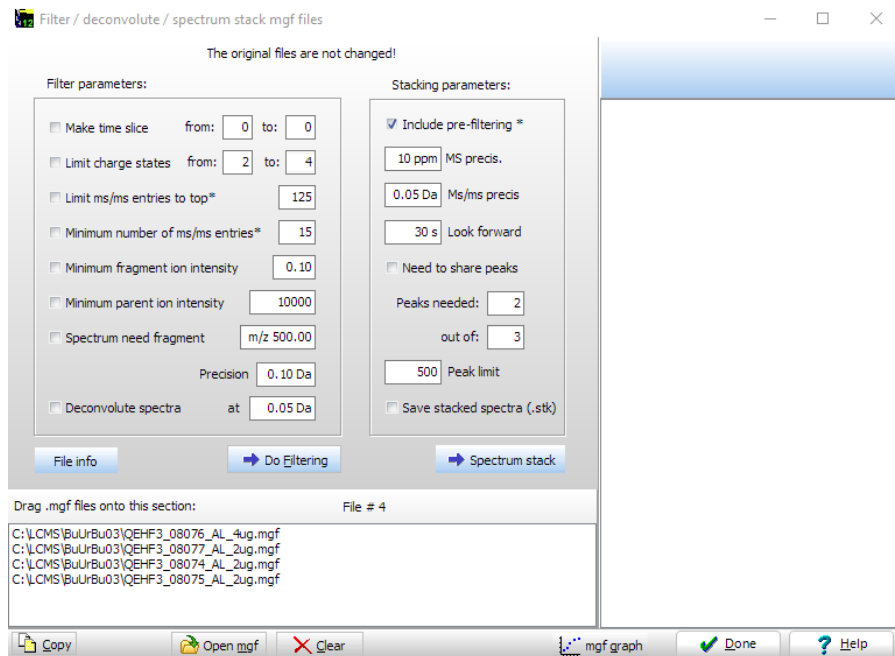 Filter / deconvolute / spectrum stack mgf files
The original files are not changed!
Filter parameters:
Make time slice from: 0 to: 0
Limit charge states from: 2 to: 4
Limit ms/ms entries to top* 125
Minimum number of ms/ms entries* 15
Minimum fragment ion intensity 0.10
Minimum parent ion intensity 10000
Spectrum need fragment m/z 500.00
Precision 0.10 Da
Deconvolute spectra at 0.05 Da
Stacking parameters:
Include pre-filtering *
10 ppm MS precis.
0.05 Da Ms/ms precis
30 s Look forward
Need to share peaks
Peaks needed: 2
out of: 3
500 Peak limit
Save stacked spectra (.stk)
File info Do Filtering Spectrum stack
Drag .mgf files onto this section: File # 4
C:\LCMS\BuUrBu03\QEHF3_08076_AL_4ug.mgf
C:\LCMS\BuUrBu03\QEHF3_08077_AL_2ug.mgf
C:\LCMS\BuUrBu03\QEHF3_08074_AL_2ug.mgf
C:\LCMS\BuUrBu03\QEHF3_08075_AL_2ug.mgf
Copy Open mgf Clear mgf graph Done Help